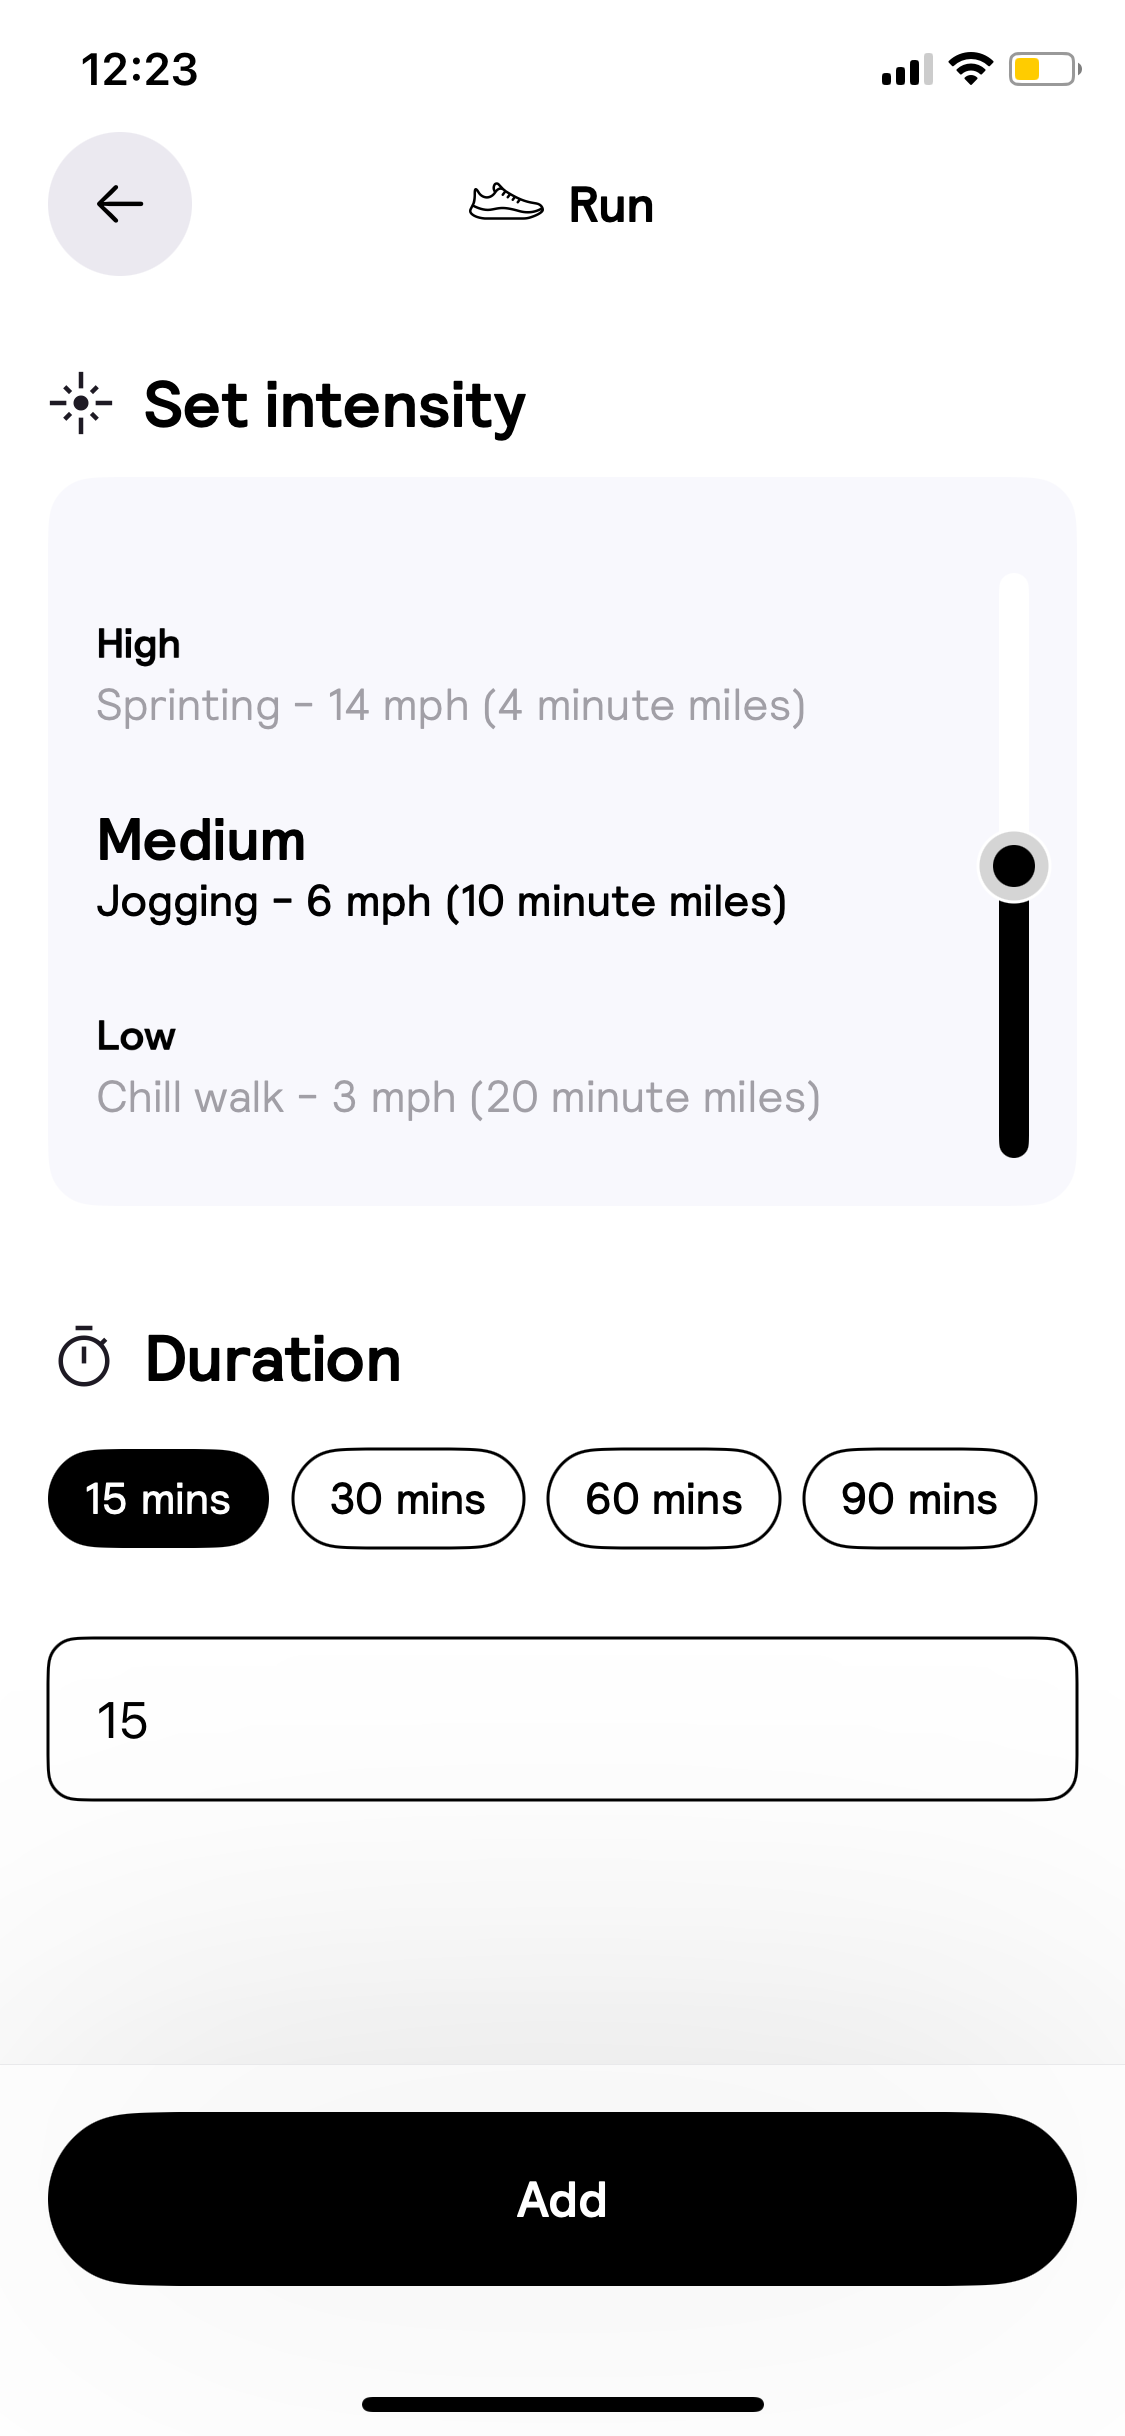 12:23
Run
Set intensity
High
Sprinting – 14 mph (4 minute miles)
Medium
Jogging – 6 mph (10 minute miles)
Low
Chill walk – 3 mph (20 minute miles)
Duration
15 mins 30 mins 60 mins 90 mins
15
Add